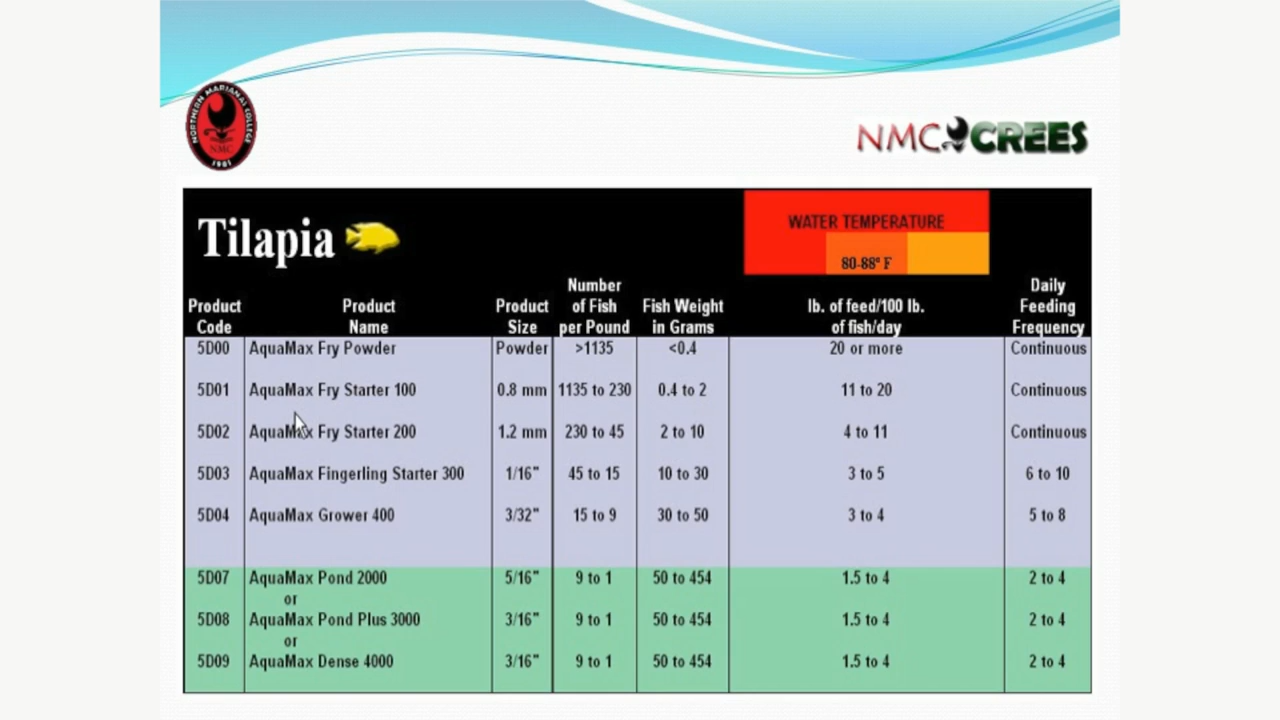 NORTHERN MARIANAS COLLEGE
NMC
1981
NMC CREES
Tilapia
WATER TEMPERATURE
80-88° F
Product Code Product Name Product Size Number of Fish per Pound Fish Weight in Grams lb. of feed/100 lb. of fish/day Daily Feeding Frequency
5D00 AquaMax Fry Powder Powder >1135 <0.4 20 or more Continuous
5D01 AquaMax Fry Starter 100 0.8 mm 1135 to 230 0.4 to 2 11 to 20 Continuous
5D02 AquaMax Fry Starter 200 1.2 mm 230 to 45 2 to 10 4 to 11 Continuous
5D03 AquaMax Fingerling Starter 300 1/16" 45 to 15 10 to 30 3 to 5 6 to 10
5D04 AquaMax Grower 400 3/32" 15 to 9 30 to 50 3 to 4 5 to 8
5D07 AquaMax Pond 2000 5/16" 9 to 1 50 to 454 1.5 to 4 2 to 4
or
5D08 AquaMax Pond Plus 3000 3/16" 9 to 1 50 to 454 1.5 to 4 2 to 4
or
5D09 AquaMax Dense 4000 3/16" 9 to 1 50 to 454 1.5 to 4 2 to 4